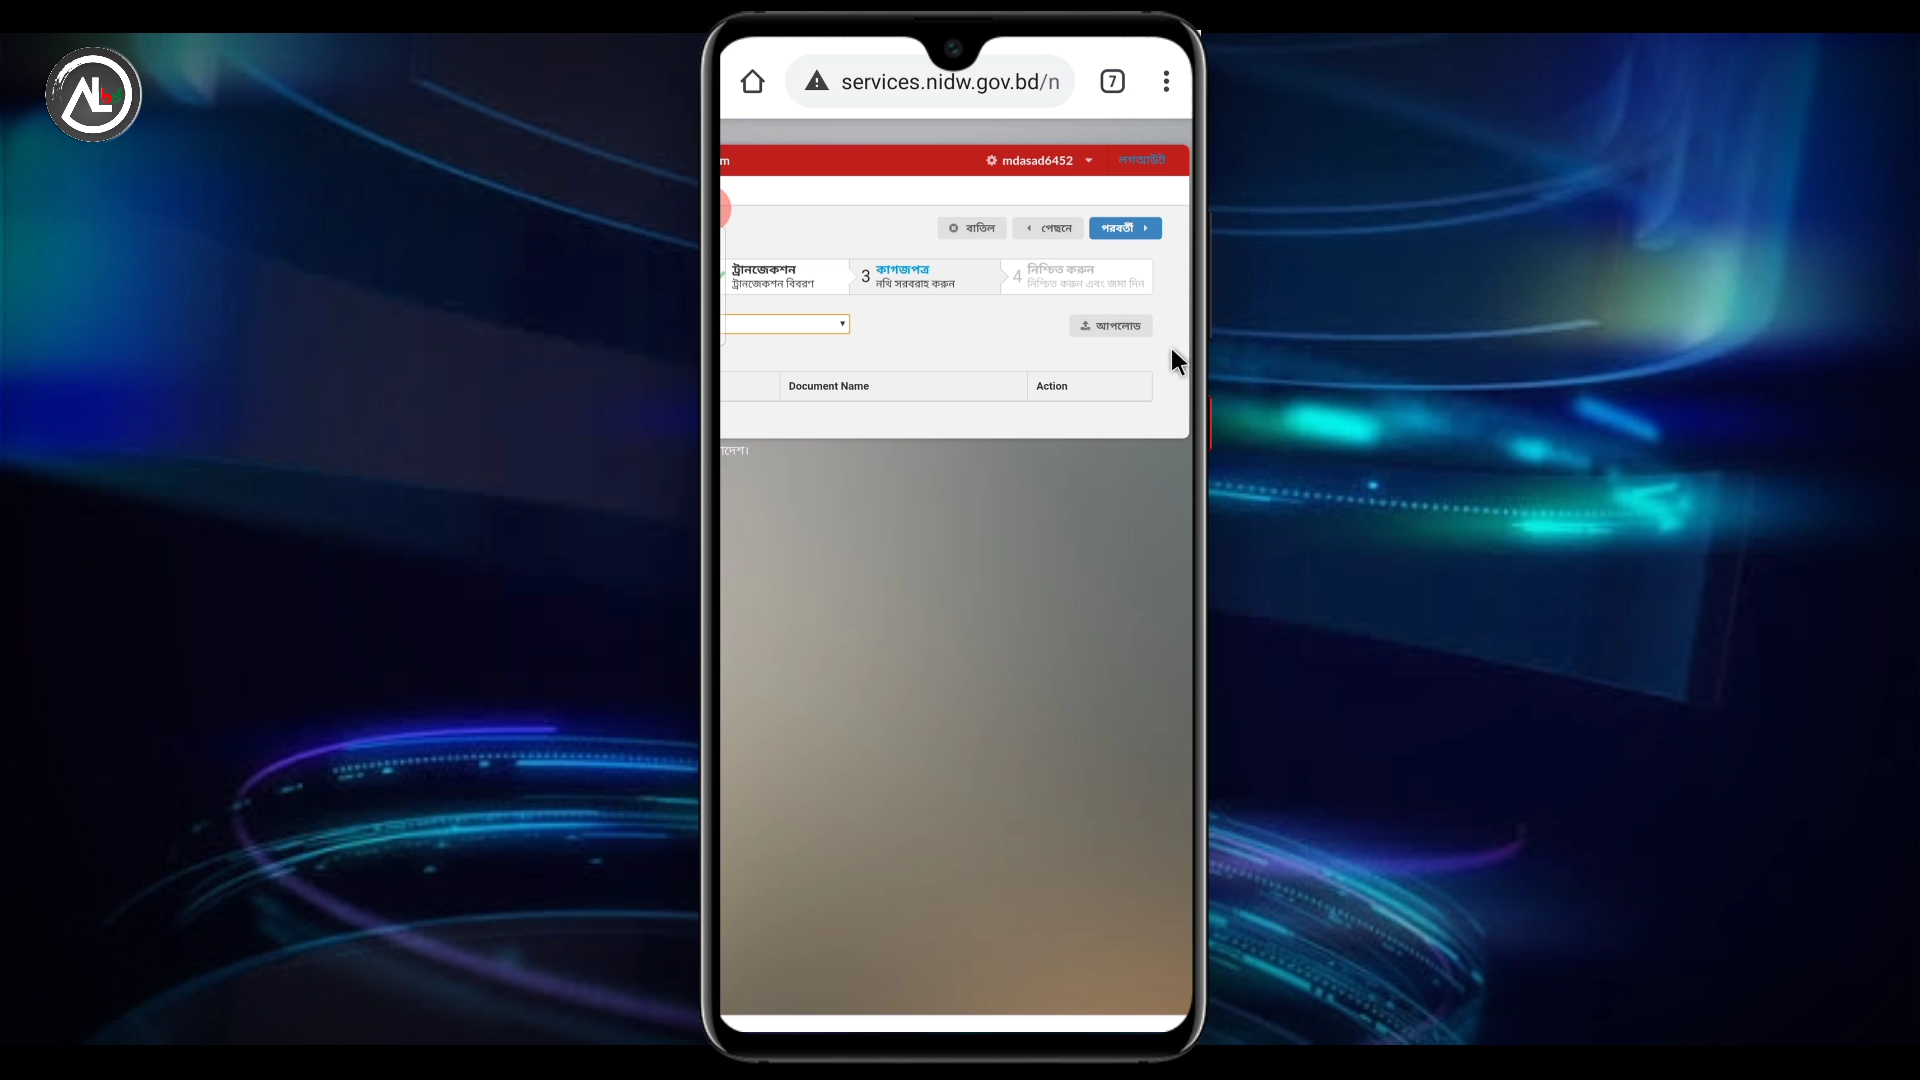 services.nidw.gov.bd/n
7
m
mdasad6452
লগআউট
বাতিল
পেছনে
পরবর্তী
ট্রানজেকশন
ট্রানজেকশন বিবরণ
3
কাগজপত্র
নথি সরবরাহ করুন
4
নিশ্চিত করুন
নিশ্চিত করুন এবং জমা দিন
আপলোড
Document Name
Action
াদেশ।